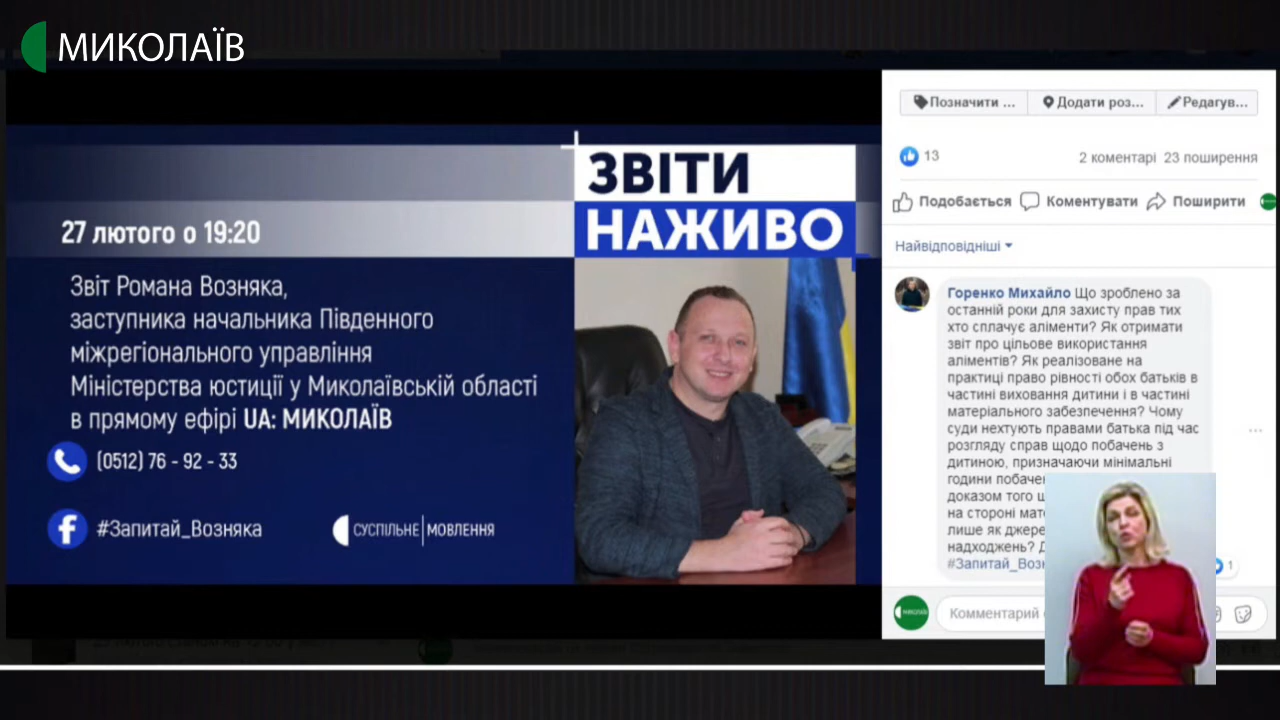 МИКОЛАЇВ
ЗВІТИ
НАЖИВО
27 лютого о 19:20
Звіт Романа Возняка,
заступника начальника Південного
міжрегіонального управління
Міністерства юстиції у Миколаївській області
в прямому ефірі UA: МИКОЛАЇВ
(0512) 76 - 92 - 33
#Запитай_Возняка
СУСПІЛЬНЕ МОВЛЕННЯ
Позначити ... Додати роз... Редагув...
13 2 коментарі 23 поширення
Подобається Коментувати Поширити
Найвідповідніші
Горенко Михайло Що зроблено за
останній роки для захисту прав тих
хто сплачує аліменти? Як отримати
звіт про цільове використання
аліментів? Як реалізоване на
практиці право рівності обох батьків в
частині виховання дитини і в частині
матеріального забезпечення? Чому
суди нехтують правами батька під час
розгляду справ щодо побачень з
дитиною, призначаючи мінімальні
години
доказом того
на стороні
лише як
надходжень?
1
Комментарий